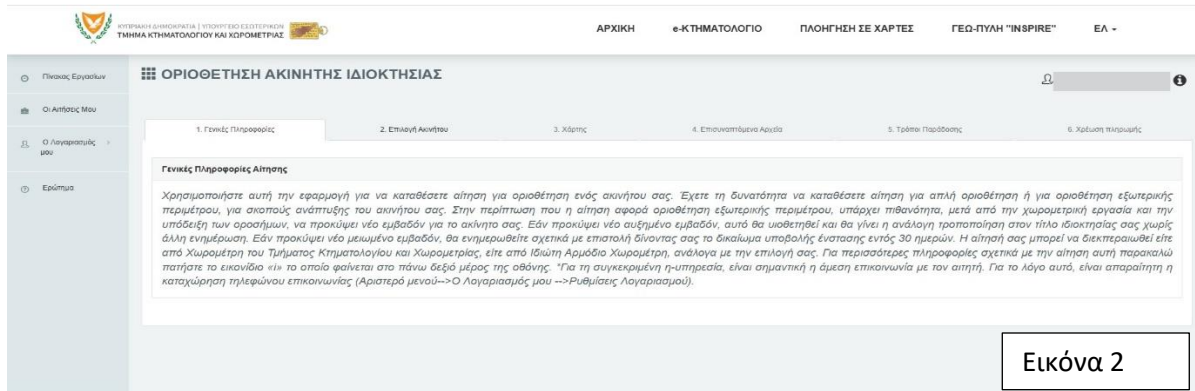 ΚΥΠΡΙΑΚΗ ΔΗΜΟΚΡΑΤΙΑ | ΥΠΟΥΡΓΕΙΟ ΕΣΩΤΕΡΙΚΩΝ
ΤΜΗΜΑ ΚΤΗΜΑΤΟΛΟΓΙΟΥ ΚΑΙ ΧΩΡΟΜΕΤΡΙΑΣ
ΑΡΧΙΚΗ e-ΚΤΗΜΑΤΟΛΟΓΙΟ ΠΛΟΗΓΗΣΗ ΣΕ ΧΑΡΤΕΣ ΓΕΩ-ΠΥΛΗ "INSPIRE" ΕΛ
Πίνακας Εργασίων
Οι Αιτήσεις Μου
Ο Λογαριασμός
μου
Ερώτημα
ΟΡΙΟΘΕΤΗΣΗ ΑΚΙΝΗΤΗΣ ΙΔΙΟΚΤΗΣΙΑΣ
1. Γενικές Πληροφορίες 2. Επιλογή Ακινήτου 3. Χάρτης 4. Επισυναπτόμενα Αρχεία 5. Τρόποι Παράδοσης 6. Χρέωση πληρωμής
Γενικές Πληροφορίες Αίτησης
Χρησιμοποιήστε αυτή την εφαρμογή για να καταθέσετε αίτηση για οριοθέτηση ενός ακινήτου σας. Έχετε τη δυνατότητα να καταθέσετε αίτηση για απλή οριοθέτηση ή για οριοθέτηση εξωτερικής
περιμέτρου, για σκοπούς ανάπτυξης του ακινήτου σας. Στην περίπτωση που η αίτηση αφορά οριοθέτηση εξωτερικής περιμέτρου, υπάρχει πιθανότητα, μετά από την χωρομετρική εργασία και την
υπόδειξη των οροσήμων, να προκύψει νέο εμβαδόν για το ακίνητο σας. Εάν προκύψει νέο αυξημένο εμβαδόν, αυτό θα υιοθετηθεί και θα γίνει η ανάλογη τροποποίηση στον τίτλο ιδιοκτησίας σας χωρίς
άλλη ενημέρωση. Εάν προκύψει νέο μειωμένο εμβαδόν, θα ενημερωθείτε σχετικά με επιστολή δίνοντας σας το δικαίωμα υποβολής ένστασης εντός 30 ημερών. Η αίτησή σας μπορεί να διεκπεραιωθεί είτε
από Χωρομέτρη του Τμήματος Κτηματολογίου και Χωρομετρίας, είτε από Ιδιώτη Αρμόδιο Χωρομέτρη, ανάλογα με την επιλογή σας. Για περισσότερες πληροφορίες σχετικά με την αίτηση αυτή παρακαλώ
πατήστε το εικονίδιο «i» το οποίο φαίνεται στο πάνω δεξιό μέρος της οθόνης. *Για τη συγκεκριμένη η-υπηρεσία, είναι σημαντική η άμεση επικοινωνία με τον αιτητή. Για το λόγο αυτό, είναι απαραίτητη η
καταχώρηση τηλεφώνου επικοινωνίας (Αριστερό μενού-->Ο Λογαριασμός μου -->Ρυθμίσεις Λογαριασμού).
Εικόνα 2